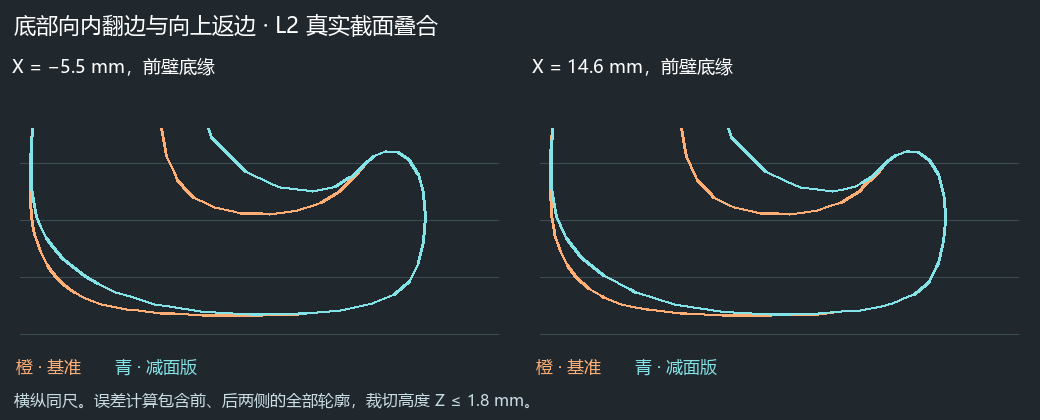 底部向内翻边与向上返边 · L2 真实截面叠合
X = −5.5 mm，前壁底缘
X = 14.6 mm，前壁底缘
橙 · 基准
青 · 减面版
橙 · 基准
青 · 减面版
横纵同尺。误差计算包含前、后两侧的全部轮廓，裁切高度 Z ≤ 1.8 mm。